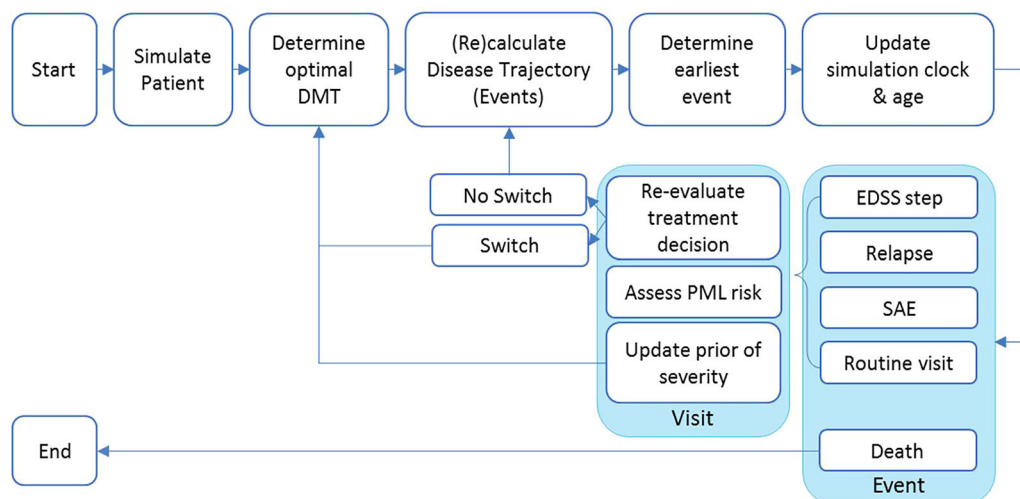 Start
Simulate
Patient
Determine
optimal
DMT
(Re)calculate
Disease Trajectory
(Events)
Determine
earliest
event
Update
simulation clock
& age
No Switch
Switch
Re-evaluate
treatment
decision
Assess PML risk
Update prior of
severity
Visit
EDSS step
Relapse
SAE
Routine visit
Death
Event
End